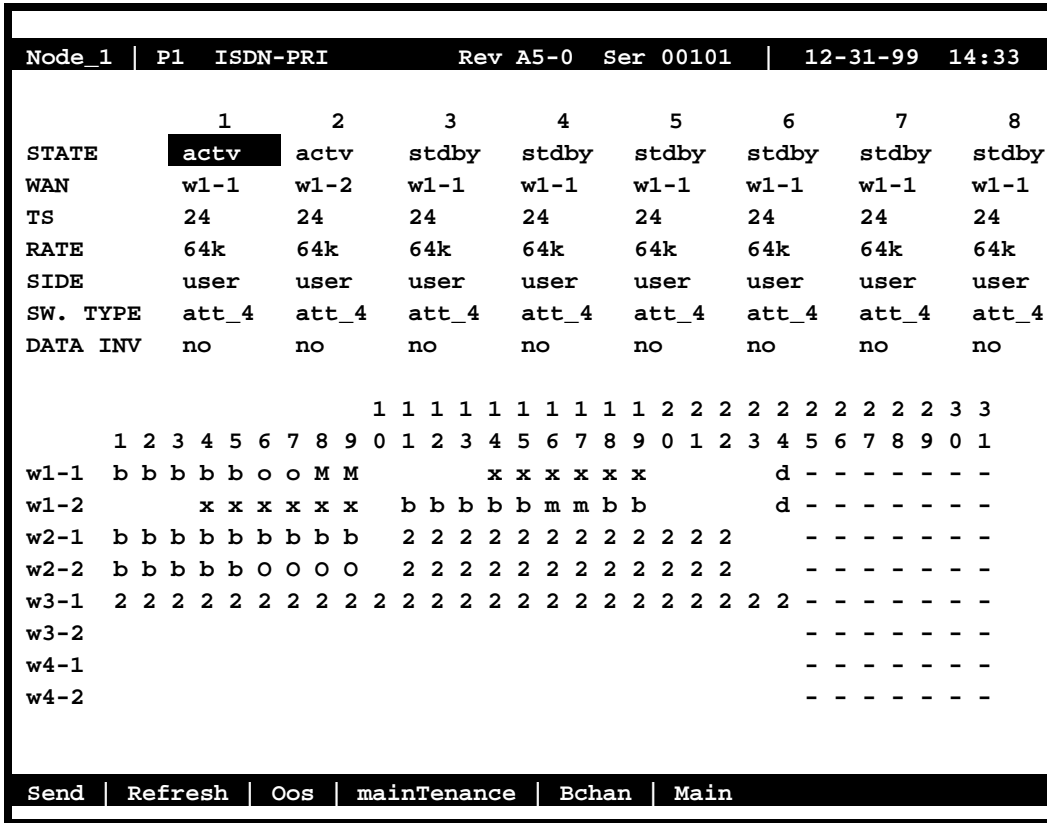 Node_1 | P1 ISDN-PRI Rev A5-0 Ser 00101 | 12-31-99 14:33
1 2 3 4 5 6 7 8
STATE actv actv stdby stdby stdby stdby stdby stdby
WAN w1-1 w1-2 w1-1 w1-1 w1-1 w1-1 w1-1 w1-1
TS 24 24 24 24 24 24 24 24
RATE 64k 64k 64k 64k 64k 64k 64k 64k
SIDE user user user user user user user user
SW. TYPE att_4 att_4 att_4 att_4 att_4 att_4 att_4 att_4
DATA INV no no no no no no no no
1 1 1 1 1 1 1 1 1 1 2 2 2 2 2 2 2 2 2 2 3 3
1 2 3 4 5 6 7 8 9 0 1 2 3 4 5 6 7 8 9 0 1 2 3 4 5 6 7 8 9 0 1
w1-1 b b b b b o o M M x x x x x x d - - - - - - -
w1-2 x x x x x x b b b b b m m b b d - - - - - - -
w2-1 b b b b b b b b b 2 2 2 2 2 2 2 2 2 2 2 2 - - - - - - -
w2-2 b b b b b O O O O 2 2 2 2 2 2 2 2 2 2 2 2 - - - - - - -
w3-1 2 2 2 2 2 2 2 2 2 2 2 2 2 2 2 2 2 2 2 2 2 2 2 2 - - - - - - -
w3-2 - - - - - - -
w4-1 - - - - - - -
w4-2 - - - - - - -
Send | Refresh | Oos | mainTenance | Bchan | Main